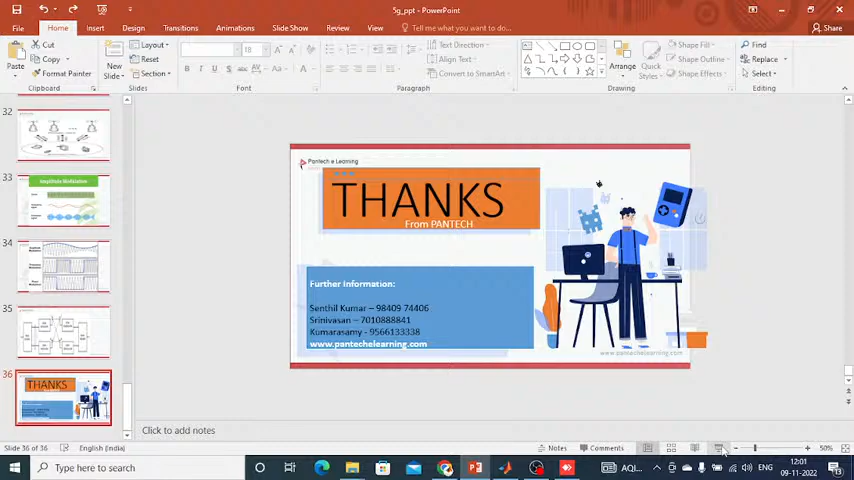 5g_ppt - PowerPoint
Share
File
Home
Insert
Design
Transitions
Animations
Slide Show
Review
View
Tell me what you want to do...
Paste
Cut
Copy
Format Painter
Clipboard
New Slide
Layout
Reset
Section
Slides
18
B I U S abc AV Aa A
Font
Text Direction
Align Text
Convert to SmartArt
Paragraph
Arrange
Quick Styles
Shape Fill
Shape Outline
Shape Effects
Drawing
Find
Replace
Select
Editing
32
33
Amplitude Modulation
34
35
36
THANKS
Pantech e Learning
THANKS
From PANTECH
Further Information:
Senthil Kumar – 98409 74406
Srinivasan – 7010888841
Kumarasamy - 9566133338
www.pantechelearning.com
www.pantechelearning.com
Click to add notes
Slide 36 of 36
English (India)
Notes
Comments
50%
Type here to search
AQI...
ENG
12:01
09-11-2022